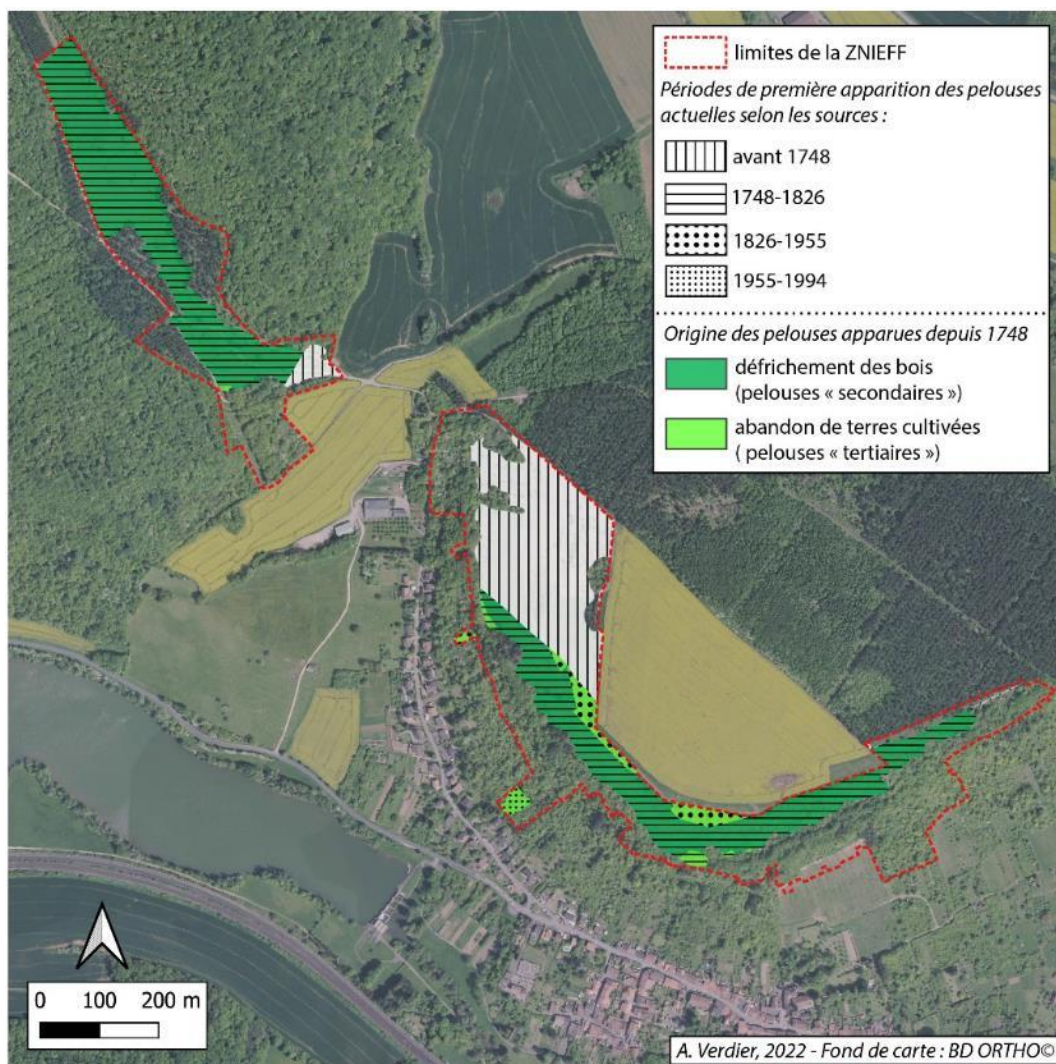 limites de la ZNIEFF
Périodes de première apparition des pelouses
actuelles selon les sources :
avant 1748
1748-1826
1826-1955
1955-1994
Origine des pelouses apparues depuis 1748
défrichement des bois
(pelouses « secondaires »)
abandon de terres cultivées
( pelouses « tertiaires »)
0 100 200 m
A. Verdier, 2022 - Fond de carte : BD ORTHO©